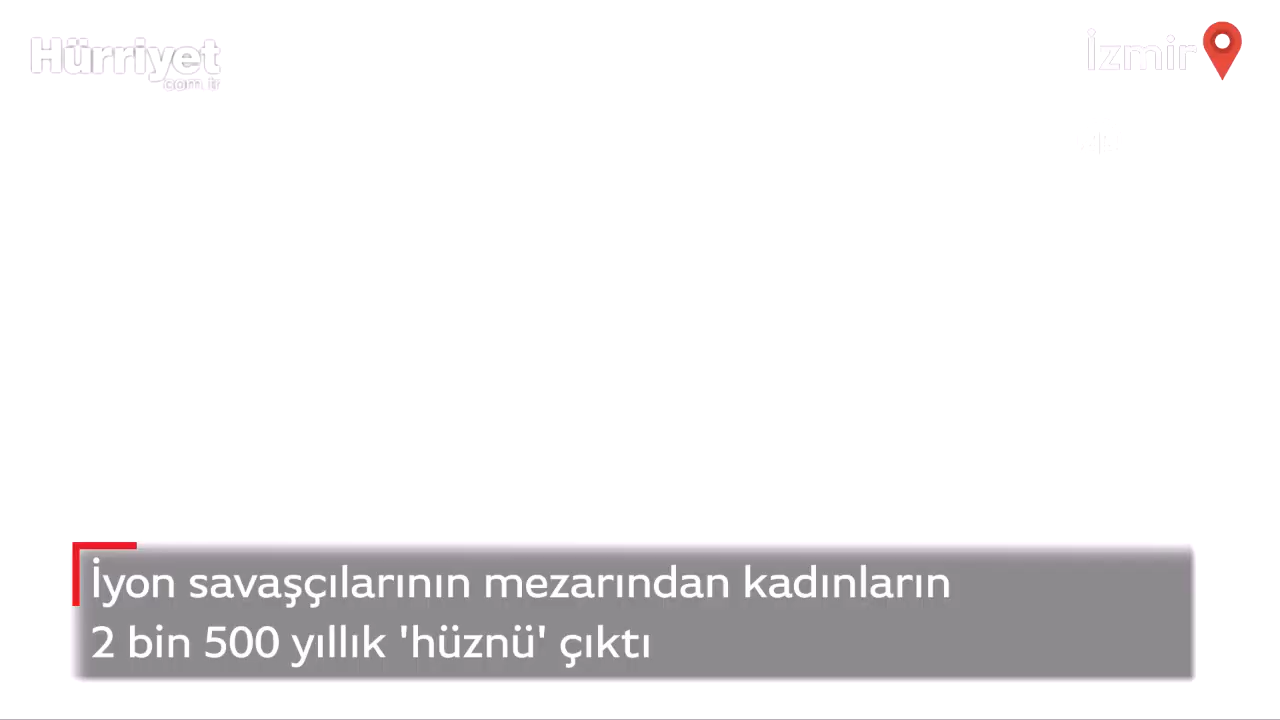 Hürriyet
.com.tr
İzmir
İyon savaşçılarının mezarından kadınların
2 bin 500 yıllık 'hüznü' çıktı